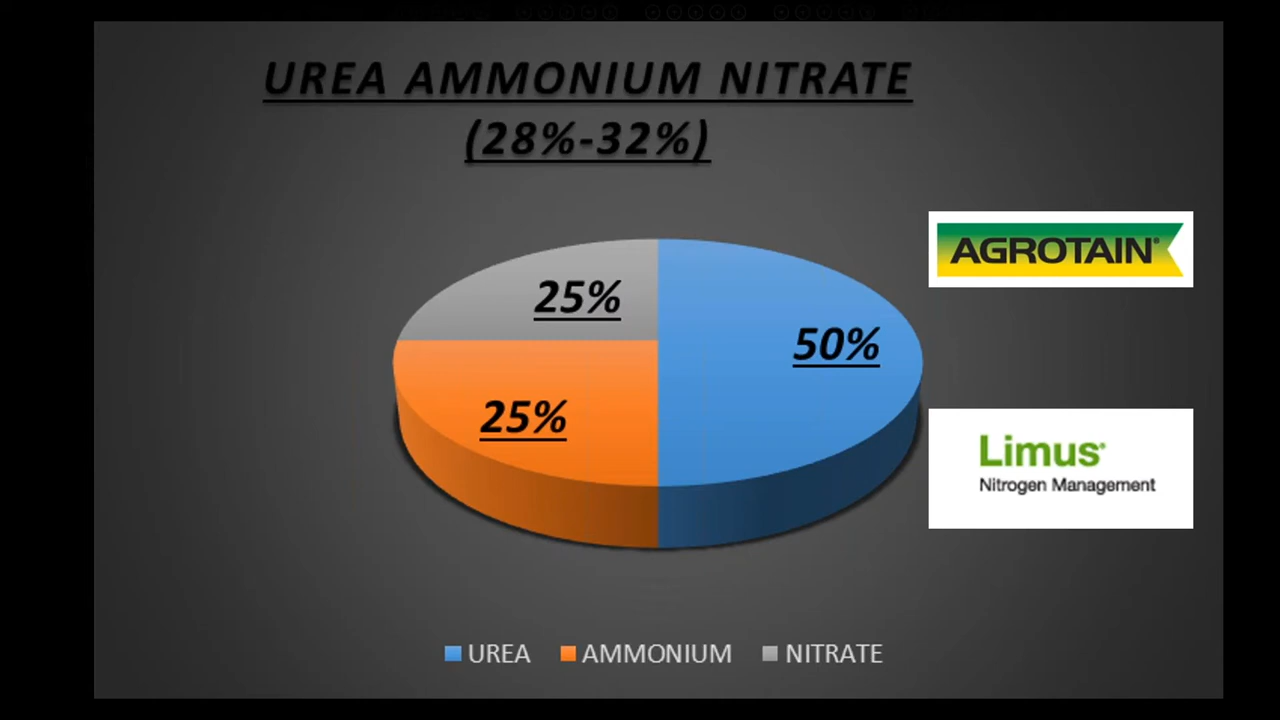 UREA AMMONIUM NITRATE
(28%-32%)
25%
50%
25%
AGROTAIN®
Limus®
Nitrogen Management
UREA AMMONIUM NITRATE